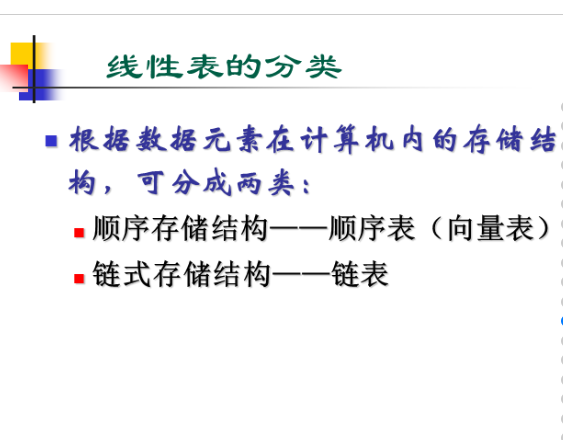 线性表的分类
根据数据元素在计算机内的存储结
构，可分成两类：
顺序存储结构——顺序表（向量表）
链式存储结构——链表